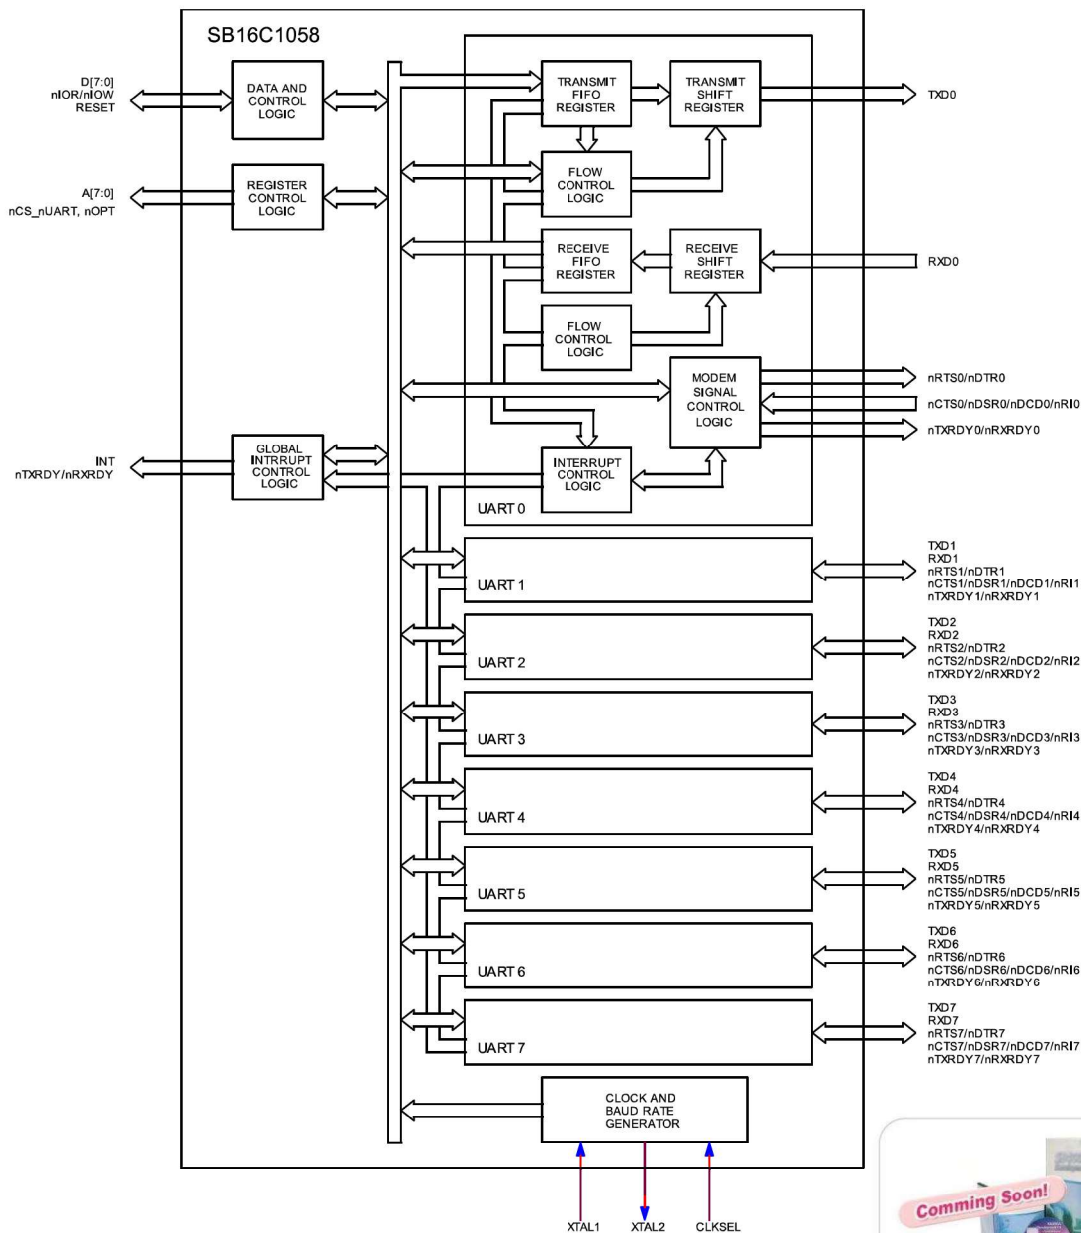 SB16C1058
D[7:0]
nIOR/nIOW
RESET
DATA AND
CONTROL
LOGIC
A[7:0]
nCS_nUART, nOPT
REGISTER
CONTROL
LOGIC
INT
nTXRDY/nRXRDY
GLOBAL
INTRRUPT
CONTROL
LOGIC
TRANSMIT
FIFO
REGISTER
TRANSMIT
SHIFT
REGISTER
TXD0
FLOW
CONTROL
LOGIC
RECEIVE
FIFO
REGISTER
RECEIVE
SHIFT
REGISTER
RXD0
FLOW
CONTROL
LOGIC
MODEM
SIGNAL
CONTROL
LOGIC
nRTS0/nDTR0
nCTS0/nDSR0/nDCD0/nRI0
nTXRDY0/nRXRDY0
INTERRUPT
CONTROL
LOGIC
UART 0
UART 1
TXD1
RXD1
nRTS1/nDTR1
nCTS1/nDSR1/nDCD1/nRI1
nTXRDY1/nRXRDY1
UART 2
TXD2
RXD2
nRTS2/nDTR2
nCTS2/nDSR2/nDCD2/nRI2
nTXRDY2/nRXRDY2
UART 3
TXD3
RXD3
nRTS3/nDTR3
nCTS3/nDSR3/nDCD3/nRI3
nTXRDY3/nRXRDY3
UART 4
TXD4
RXD4
nRTS4/nDTR4
nCTS4/nDSR4/nDCD4/nRI4
nTXRDY4/nRXRDY4
UART 5
TXD5
RXD5
nRTS5/nDTR5
nCTS5/nDSR5/nDCD5/nRI5
nTXRDY5/nRXRDY5
UART 6
TXD6
RXD6
nRTS6/nDTR6
nCTS6/nDSR6/nDCD6/nRI6
nTXRDY6/nRXRDY6
UART 7
TXD7
RXD7
nRTS7/nDTR7
nCTS7/nDSR7/nDCD7/nRI7
nTXRDY7/nRXRDY7
CLOCK AND
BAUD RATE
GENERATOR
XTAL1
XTAL2
CLKSEL
Comming Soon!